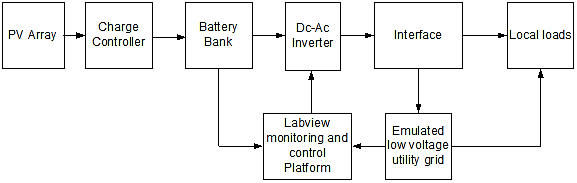 PV Array
Charge
Controller
Battery
Bank
Dc-Ac
Inverter
Interface
Local loads
Labview
monitoring and
control
Platform
Emulated
low voltage
utility grid